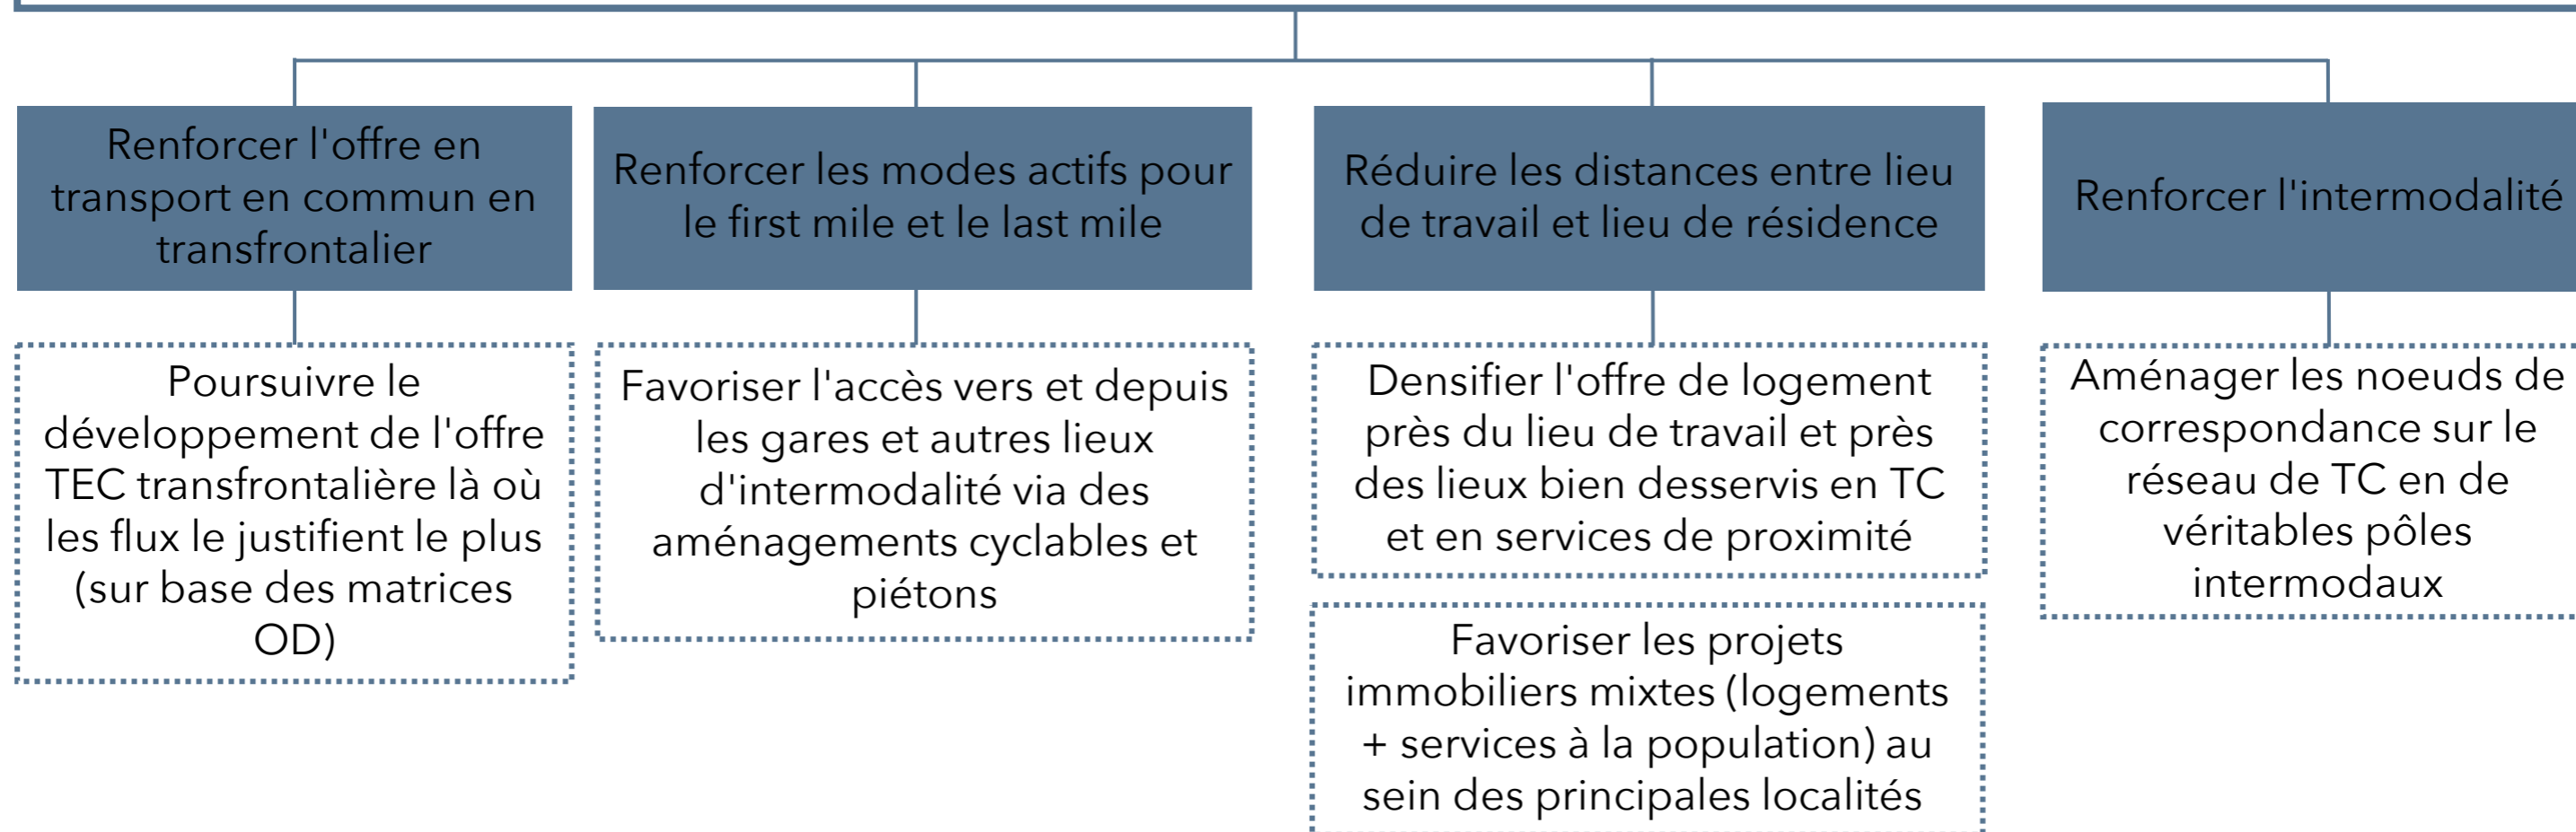 Renforcer l'offre en
transport en commun en
transfrontalier
Renforcer les modes actifs pour
le first mile et le last mile
Réduire les distances entre lieu
de travail et lieu de résidence
Renforcer l'intermodalité
Poursuivre le
développement de l'offre
TEC transfrontalière là où
les flux le justifient le plus
(sur base des matrices
OD)
Favoriser l'accès vers et depuis
les gares et autres lieux
d'intermodalité via des
aménagements cyclables et
piétons
Densifier l'offre de logement
près du lieu de travail et près
des lieux bien desservis en TC
et en services de proximité
Favoriser les projets
immobiliers mixtes (logements
+ services à la population) au
sein des principales localités
Aménager les noeuds de
correspondance sur le
réseau de TC en de
véritables pôles
intermodaux